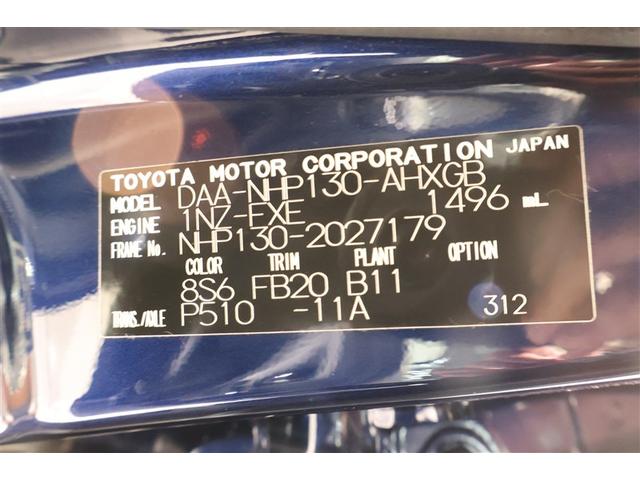 TOYOTA MOTOR CORPORATION JAPAN
MODEL DAA-NHP130-AHXGB
ENGINE 1NZ-FXE 1496 mL
FRAME No. NHP130-2027179
COLOR TRIM PLANT OPTION
8S6 FB20 B11
TRANS./AXLE P510 -11A 312